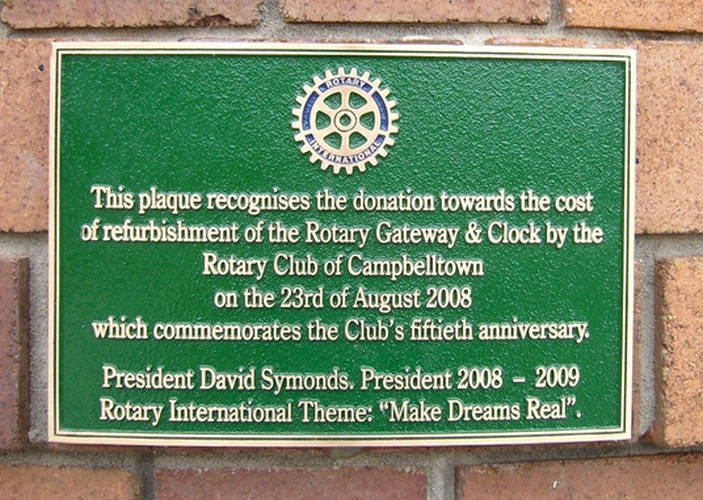 ROTARY
INTERNATIONAL
This plaque recognises the donation towards the cost
of refurbishment of the Rotary Gateway & Clock by the
Rotary Club of Campbelltown
on the 23rd of August 2008
which commemorates the Club's fiftieth anniversary.
President David Symonds. President 2008 – 2009
Rotary International Theme: “Make Dreams Real”.